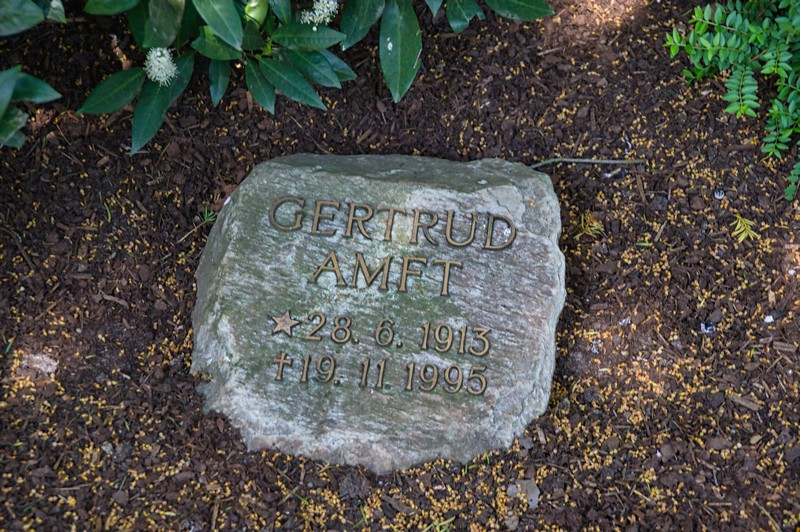 GERTRUD
AMFT
★ 28. 6. 1913
† 19. 11. 1995